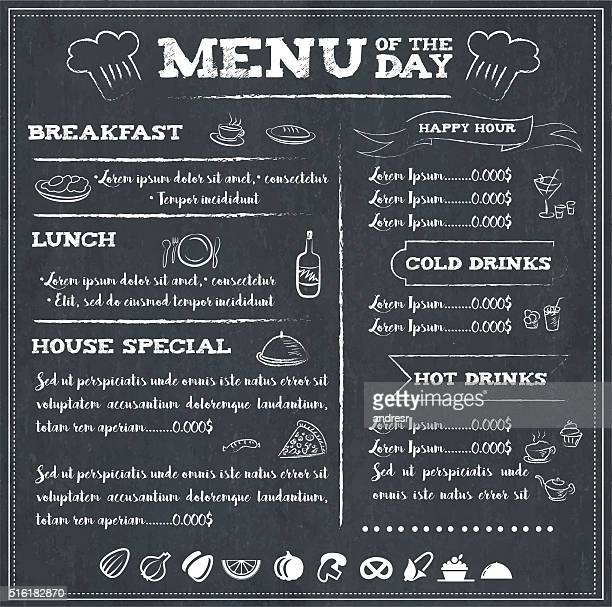 MENU OF THE DAY
BREAKFAST
•Lorem ipsum dolor sit amet,• consectetur
• Tempor incididunt
LUNCH
•Lorem ipsum dolor sit amet,• consectetur
• Elit, sed do eiusmod tempor incididunt
HOUSE SPECIAL
Sed ut perspiciatis unde omnis iste natus error sit
voluptatem accusantium doloremque laudantium,
totam rem aperiam.........0.000$
Sed ut perspiciatis unde omnis iste natus error sit
voluptatem accusantium doloremque laudantium,
totam rem aperiam.........0.000$
HAPPY HOUR
Lorem Ipsum........0.000$
Lorem Ipsum........0.000$
Lorem Ipsum........0.000$
COLD DRINKS
Lorem Ipsum........0.000$
Lorem Ipsum........0.000$
HOT DRINKS
Lorem Ipsum........0.000$
Lorem Ipsum........0.000$
Sed ut perspiciatis unde
omnis iste natus error sit
gettyimages
andresr
516182870